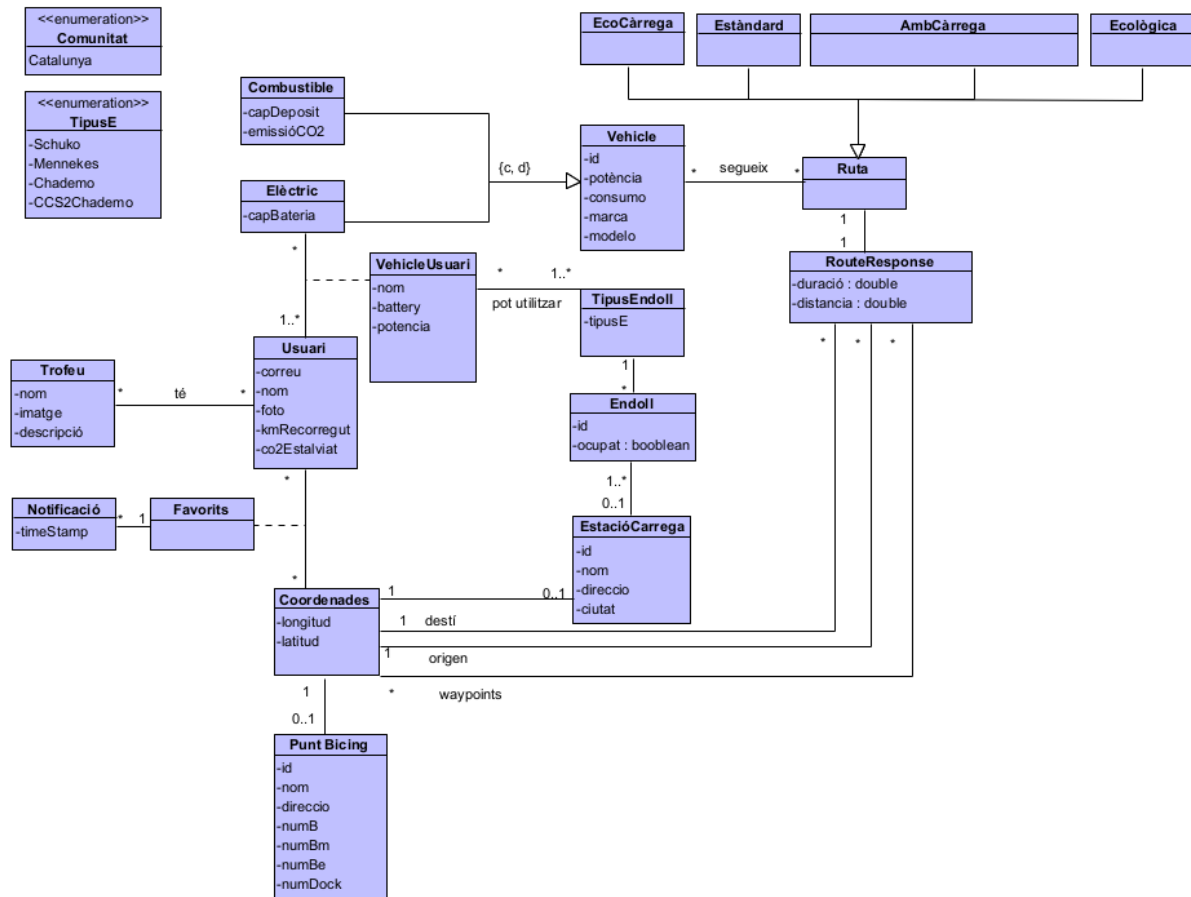 <<enumeration>>
Comunitat
Catalunya
<<enumeration>>
TipusE
-Schuko
-Mennekes
-Chademo
-CCS2Chademo
EcoCàrrega
Estàndard
AmbCàrrega
Ecològica
Combustible
-capDeposit
-emissióCO2
Elèctric
-capBateria
{c, d}
Vehicle
-id
-potència
-consumo
-marca
-modelo
*
segueix
*
Ruta
1
1
RouteResponse
-duració : double
-distancia : double
*
*
*
*
1..*
VehicleUsuari
-nom
-battery
-potencia
*
1..*
pot utilitzar
TipusEndoll
-tipusE
1
*
Endoll
-id
-ocupat : booblean
1..*
0..1
EstacióCarrega
-id
-nom
-direccio
-ciutat
Trofeu
-nom
-imatge
-descripció
*
té
*
Usuari
-correu
-nom
-foto
-kmRecorregut
-co2Estalviat
*
*
Notificació
-timeStamp
*
1
Favorits
Coordenades
-longitud
-latitud
1
0..1
1
destí
1
origen
*
waypoints
1
0..1
Punt Bicing
-id
-nom
-direccio
-numB
-numBm
-numBe
-numDock